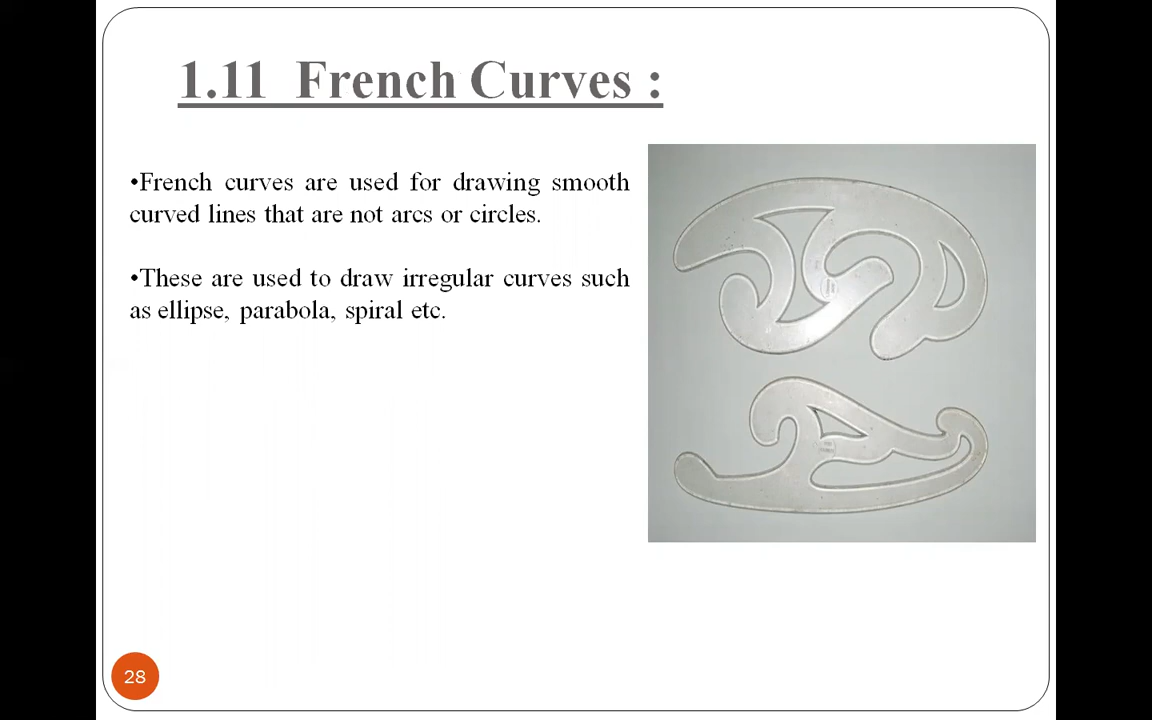 1.11 French Curves :
•French curves are used for drawing smooth
curved lines that are not arcs or circles.
•These are used to draw irregular curves such
as ellipse, parabola, spiral etc.
28